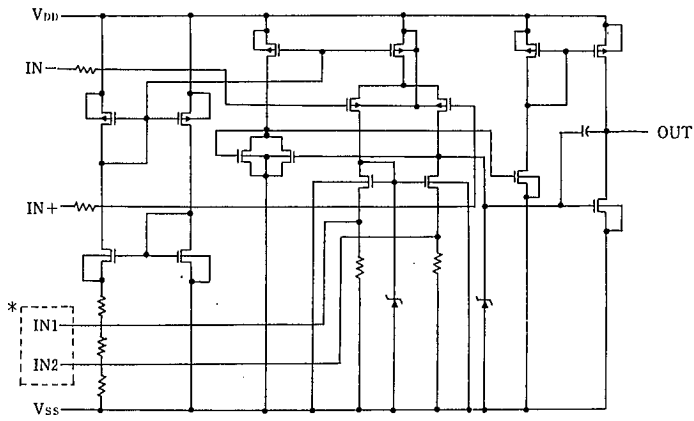 VDD
IN−
OUT
IN+
*
IN1
IN2
VSS